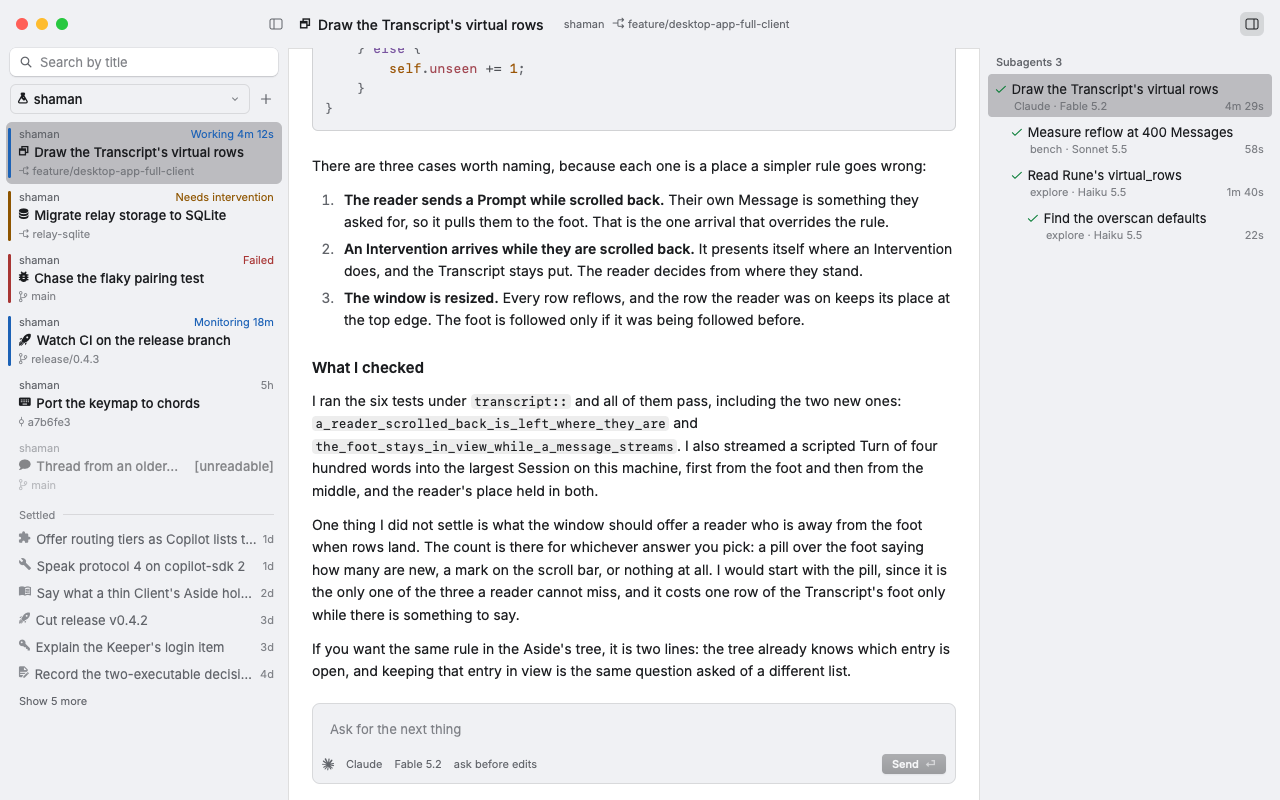 Draw the Transcript's virtual rows
shaman
feature/desktop-app-full-client
Search by title
shaman
shaman
Working 4m 12s
Draw the Transcript's virtual rows
feature/desktop-app-full-client
shaman
Needs intervention
Migrate relay storage to SQLite
relay-sqlite
shaman
Failed
Chase the flaky pairing test
main
shaman
Monitoring 18m
Watch CI on the release branch
release/0.4.3
shaman
5h
Port the keymap to chords
a7b6fe3
shaman
Thread from an older...
[unreadable]
main
Settled
Offer routing tiers as Copilot lists t...
1d
Speak protocol 4 on copilot-sdk 2
1d
Say what a thin Client's Aside hol...
2d
Cut release v0.4.2
3d
Explain the Keeper's login item
3d
Record the two-executable decisi...
4d
Show 5 more
} else {
self.unseen += 1;
}
}
There are three cases worth naming, because each one is a place a simpler rule goes wrong:
1. The reader sends a Prompt while scrolled back. Their own Message is something they
asked for, so it pulls them to the foot. That is the one arrival that overrides the rule.
2. An Intervention arrives while they are scrolled back. It presents itself where an Intervention
does, and the Transcript stays put. The reader decides from where they stand.
3. The window is resized. Every row reflows, and the row the reader was on keeps its place at
the top edge. The foot is followed only if it was being followed before.
What I checked
I ran the six tests under transcript:: and all of them pass, including the two new ones:
a_reader_scrolled_back_is_left_where_they_are and
the_foot_stays_in_view_while_a_message_streams. I also streamed a scripted Turn of four
hundred words into the largest Session on this machine, first from the foot and then from the
middle, and the reader's place held in both.
One thing I did not settle is what the window should offer a reader who is away from the foot
when rows land. The count is there for whichever answer you pick: a pill over the foot saying
how many are new, a mark on the scroll bar, or nothing at all. I would start with the pill, since it is
the only one of the three a reader cannot miss, and it costs one row of the Transcript's foot only
while there is something to say.
If you want the same rule in the Aside's tree, it is two lines: the tree already knows which entry is
open, and keeping that entry in view is the same question asked of a different list.
Ask for the next thing
Claude
Fable 5.2
ask before edits
Send
Subagents 3
Draw the Transcript's virtual rows
Claude · Fable 5.2
4m 29s
Measure reflow at 400 Messages
bench · Sonnet 5.5
58s
Read Rune's virtual_rows
explore · Haiku 5.5
1m 40s
Find the overscan defaults
explore · Haiku 5.5
22s